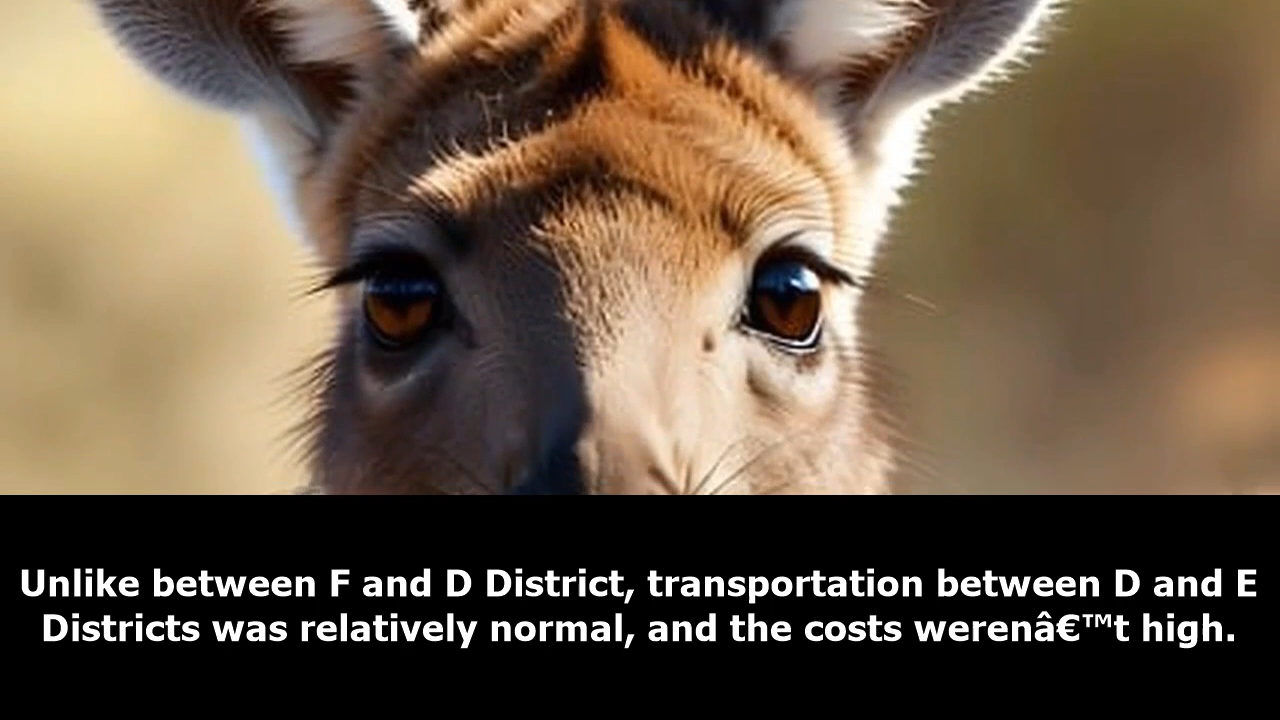 Unlike between F and D District, transportation between D and E
Districts was relatively normal, and the costs werenâ€™t high.